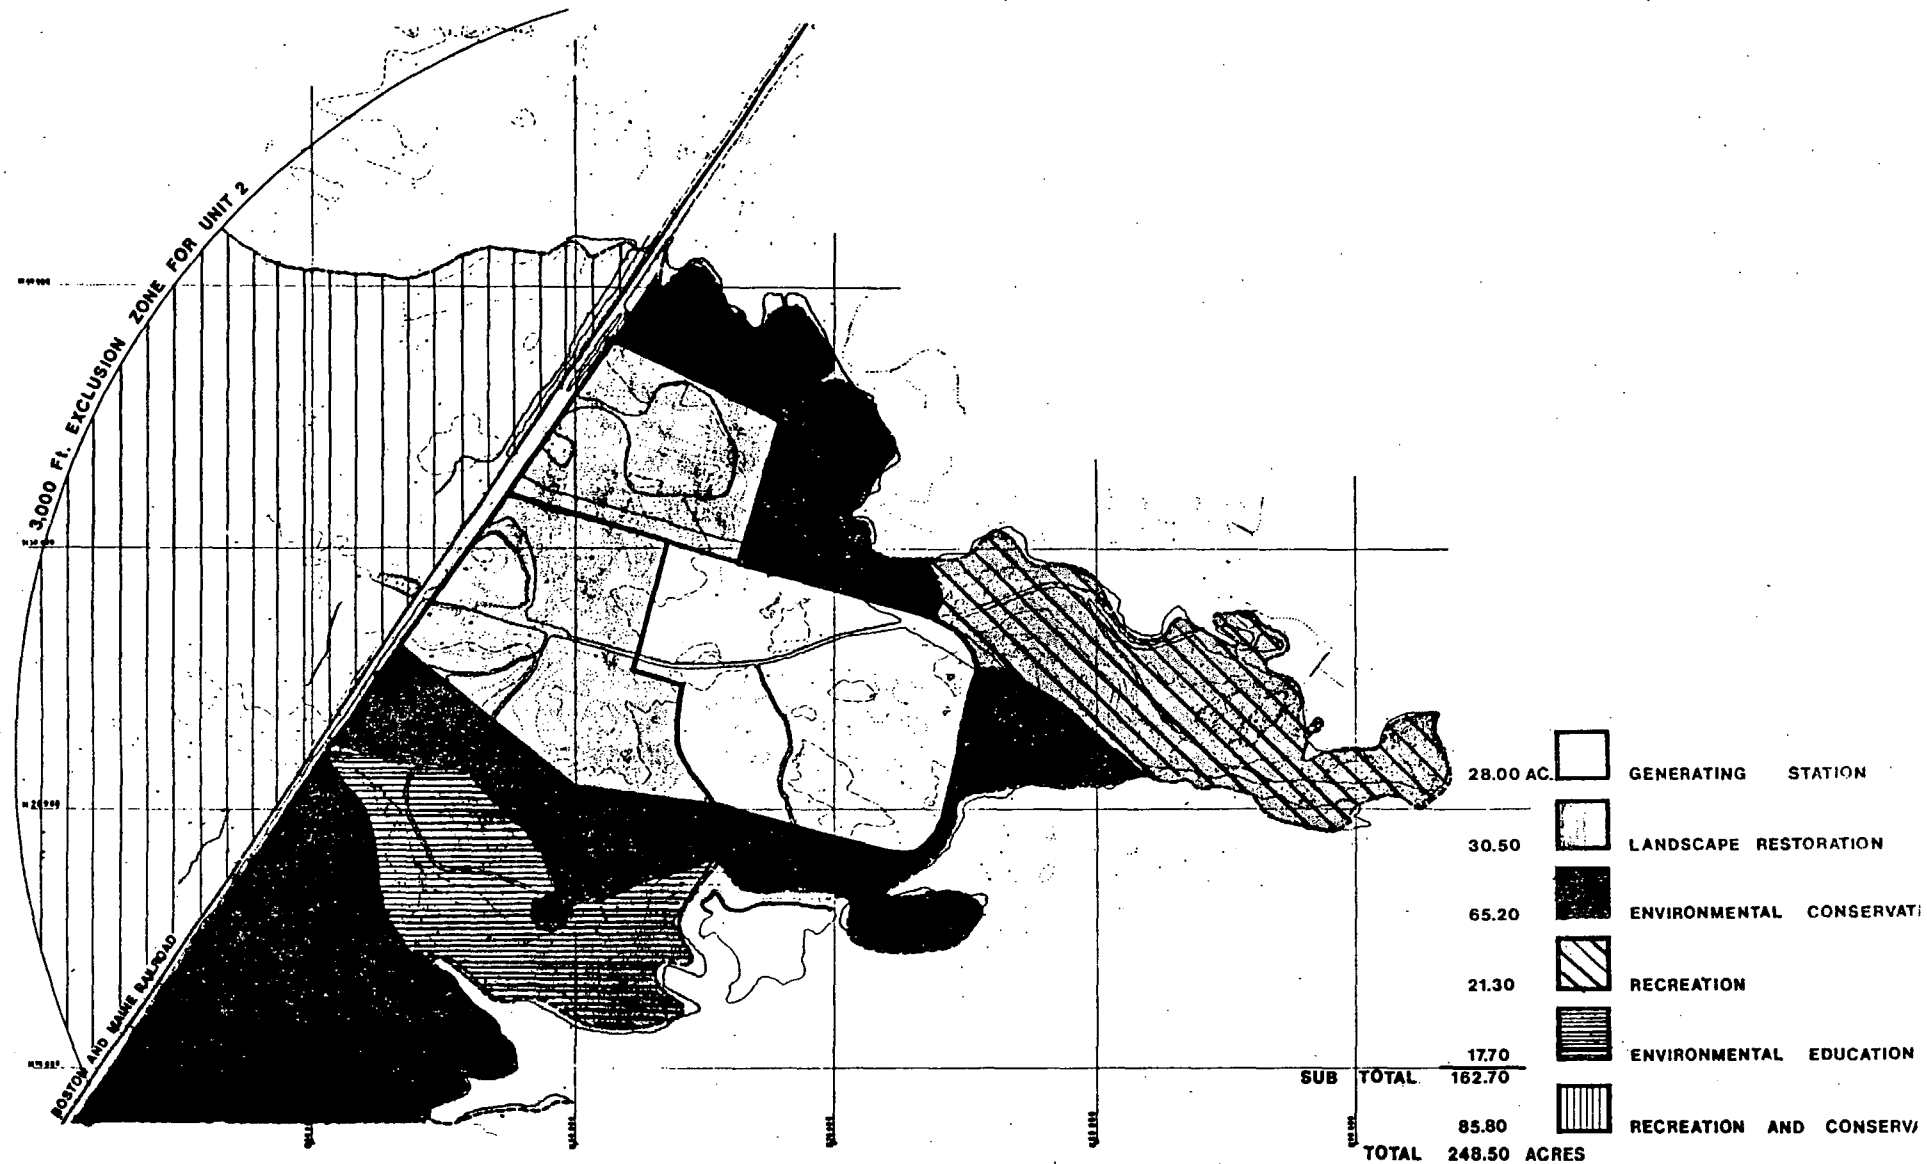 3,000 Ft. EXCLUSION ZONE FOR UNIT 2
BOSTON AND MAINE RAILROAD
28.00 AC. GENERATING STATION
30.50 LANDSCAPE RESTORATION
65.20 ENVIRONMENTAL CONSERVATI
21.30 RECREATION
17.70 ENVIRONMENTAL EDUCATION
SUB TOTAL 162.70
85.80 RECREATION AND CONSERVA
TOTAL 248.50 ACRES